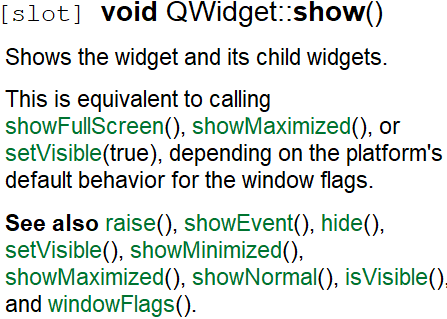 [slot] void QWidget::show()
Shows the widget and its child widgets.
This is equivalent to calling
showFullScreen(), showMaximized(), or
setVisible(true), depending on the platform's
default behavior for the window flags.
See also raise(), showEvent(), hide(),
setVisible(), showMinimized(),
showMaximized(), showNormal(), isVisible(),
and windowFlags().